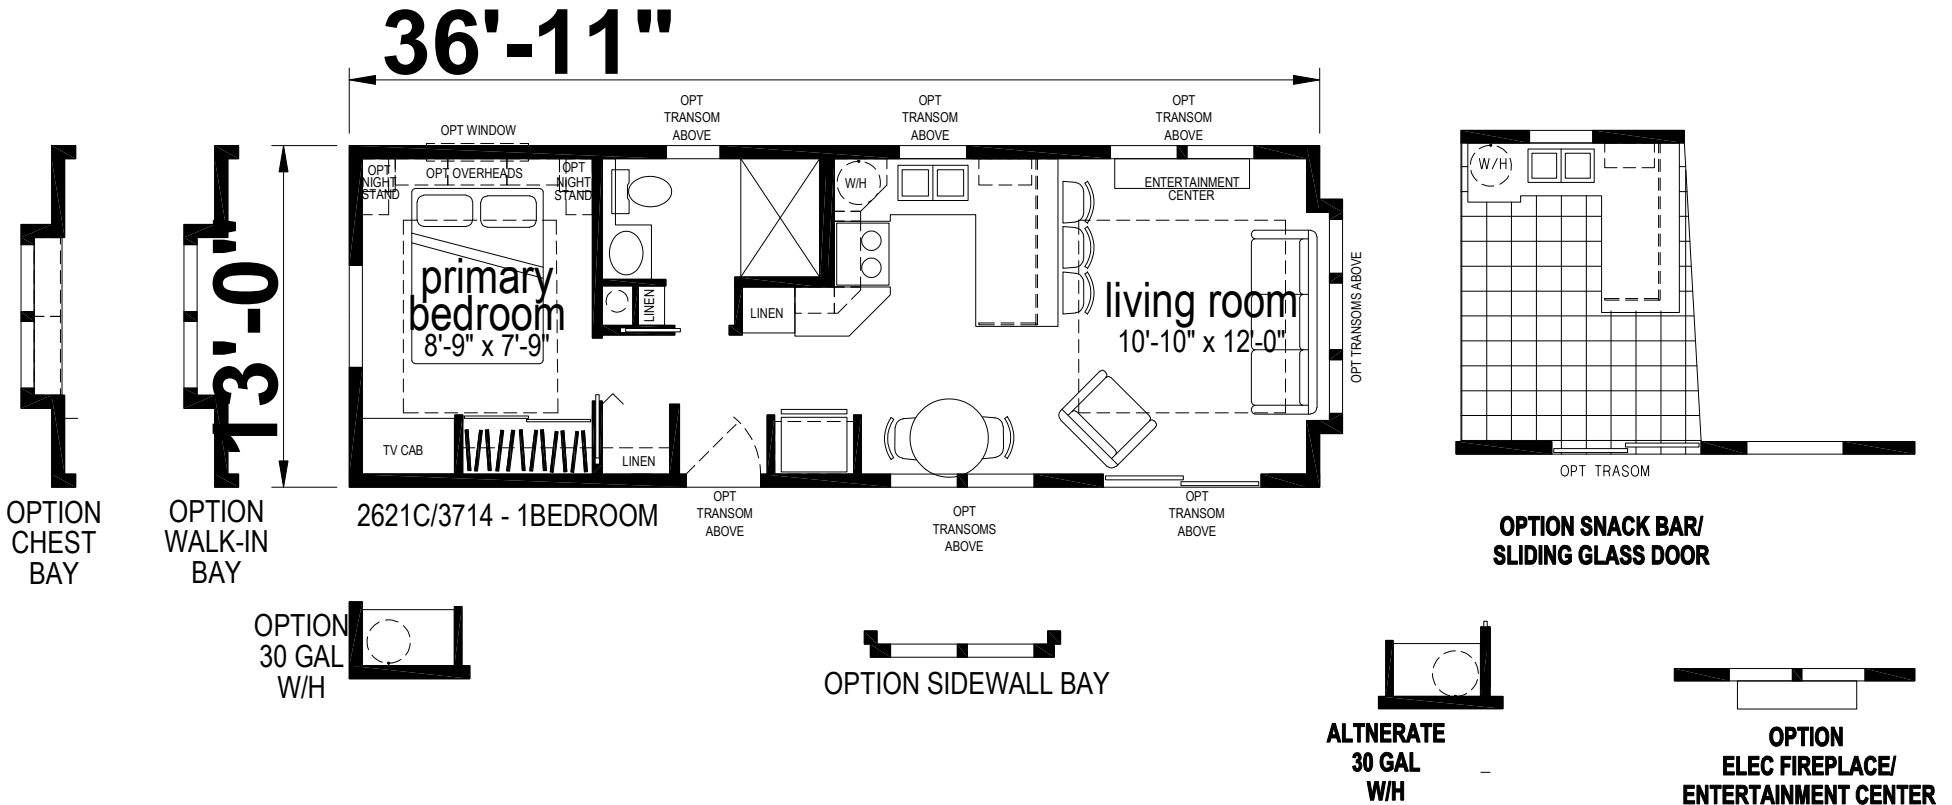 36'-11"
13'-0"
OPT WINDOW
OPT
TRANSOM
ABOVE
OPT
TRANSOM
ABOVE
OPT
TRANSOM
ABOVE
OPT
NIGHT
STAND
OPT OVERHEADS
OPT
NIGHT
STAND
W/H
ENTERTAINMENT
CENTER
primary
bedroom
8'-9" x 7'-9"
LINEN
LINEN
living room
10'-10" x 12'-0"
OPT TRANSOMS ABOVE
TV CAB
LINEN
2621C/3714 - 1BEDROOM
OPT
TRANSOM
ABOVE
OPT
TRANSOMS
ABOVE
OPT
TRANSOM
ABOVE
W/H
OPT TRASOM
OPTION SNACK BAR/
SLIDING GLASS DOOR
OPTION
CHEST
BAY
OPTION
WALK-IN
BAY
OPTION
30 GAL
W/H
OPTION SIDEWALL BAY
ALTNERATE
30 GAL
W/H
OPTION
ELEC FIREPLACE/
ENTERTAINMENT CENTER